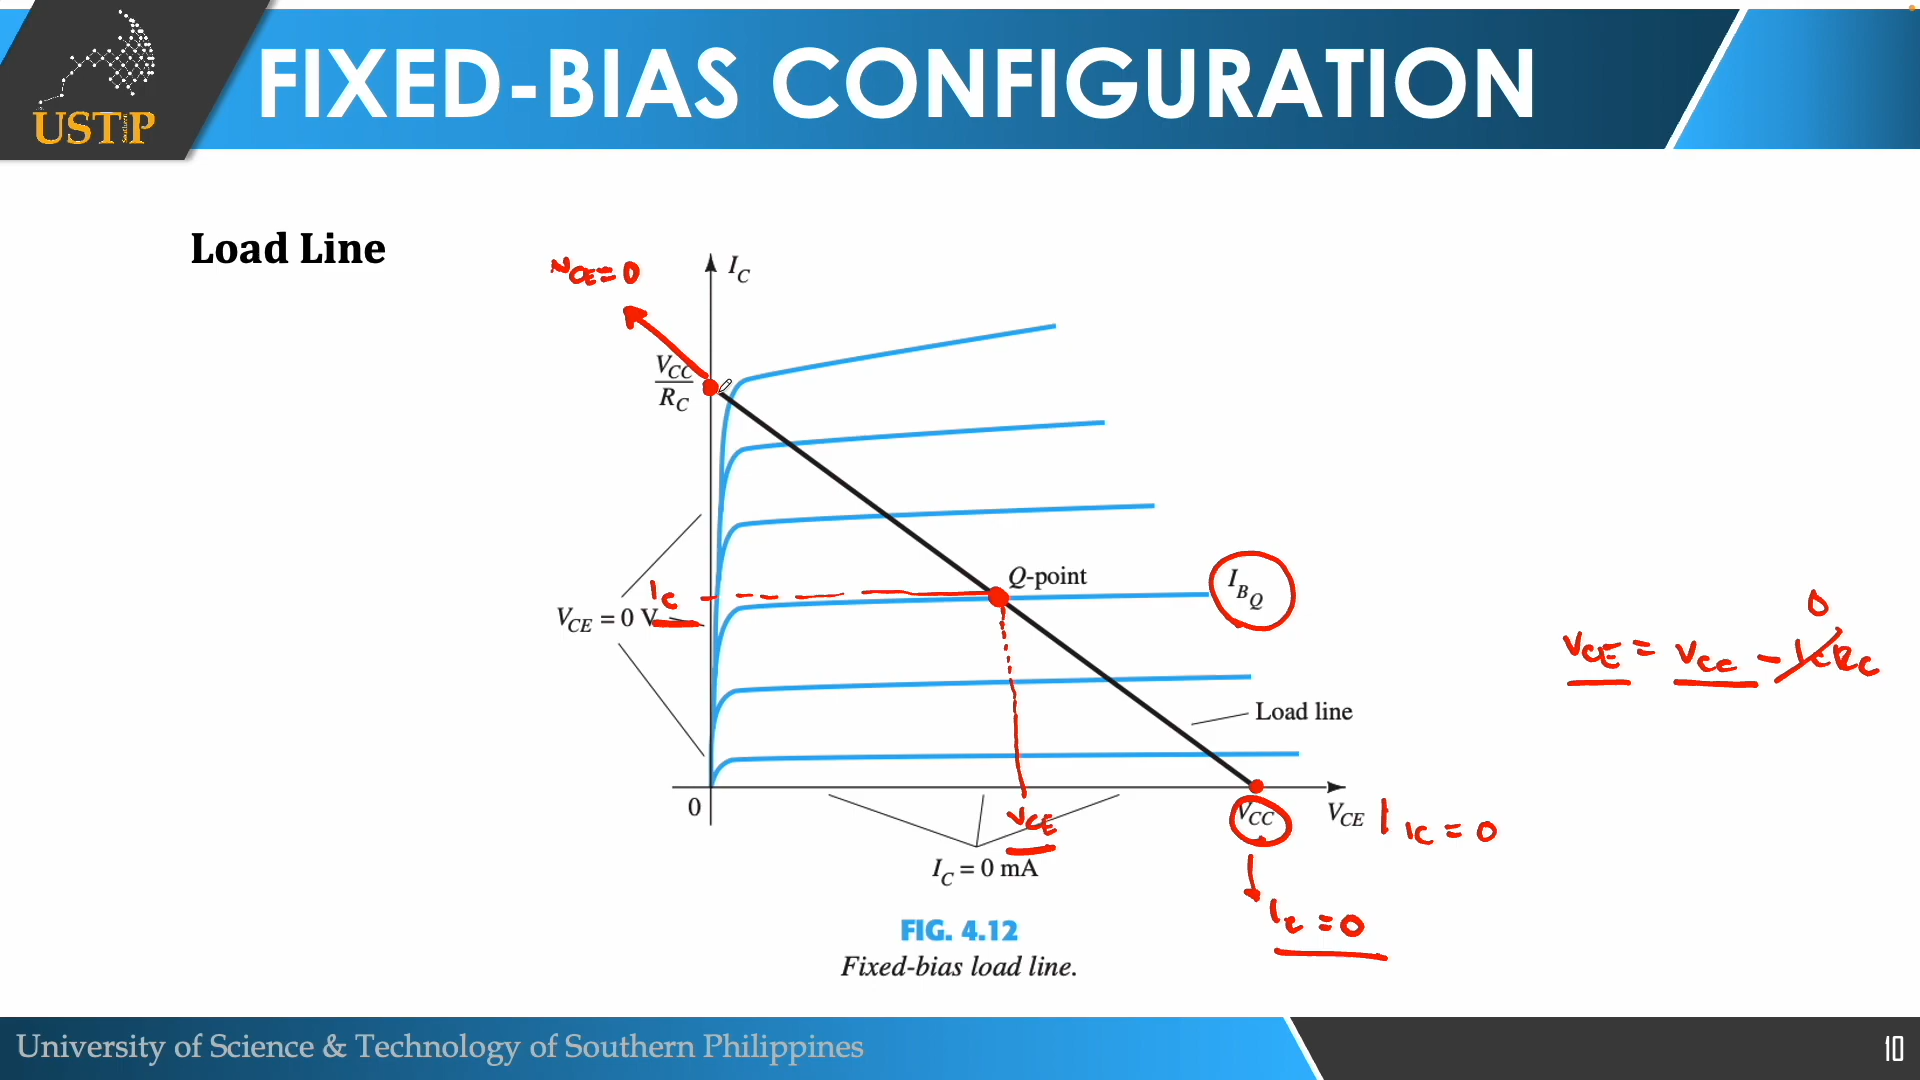 FIXED-BIAS CONFIGURATION
USTP
Load Line
VCE = 0
IC
VCC
RC
Q-point
IBQ
IC
VCE = 0 V
0
VCE = VCC - ICRC
Load line
0
VCC
VCE
IC = 0
VCE
IC = 0 mA
IC = 0
FIG. 4.12
Fixed-bias load line.
University of Science & Technology of Southern Philippines
10